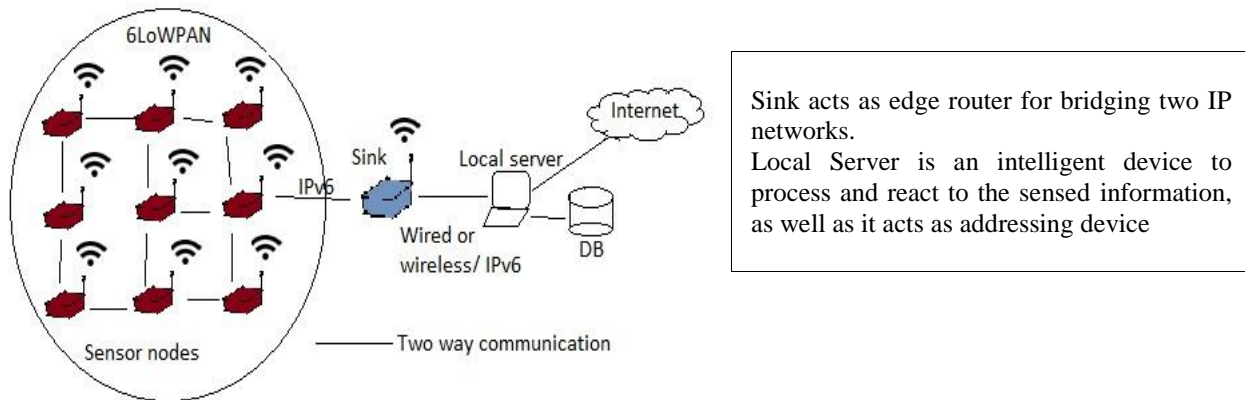 6LoWPAN
Internet
Sink
Local server
IPv6
Wired or
wireless/ IPv6
DB
Sensor nodes
Two way communication
Sink acts as edge router for bridging two IP
networks.
Local Server is an intelligent device to
process and react to the sensed information,
as well as it acts as addressing device